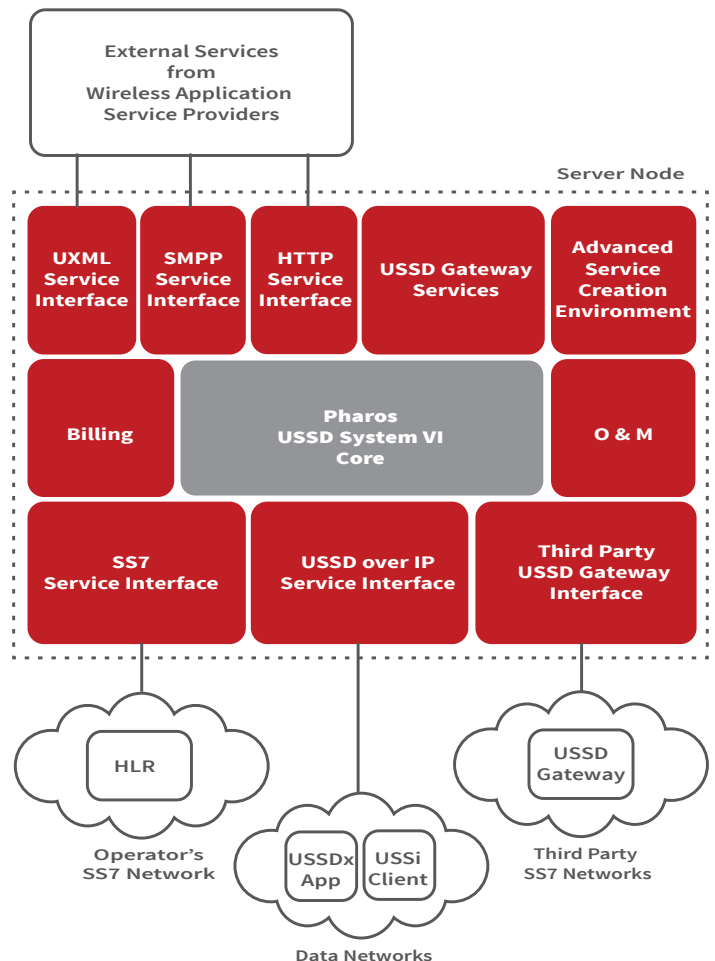 External Services
from
Wireless Application
Service Providers
Server Node
UXML
Service
Interface
SMPP
Service
Interface
HTTP
Service
Interface
USSD Gateway
Services
Advanced
Service
Creation
Environment
Billing
Pharos
USSD System VI
Core
O & M
SS7
Service Interface
USSD over IP
Service Interface
Third Party
USSD Gateway
Interface
HLR
Operator's
SS7 Network
USSDx
App
USSi
Client
Data Networks
USSD
Gateway
Third Party
SS7 Networks